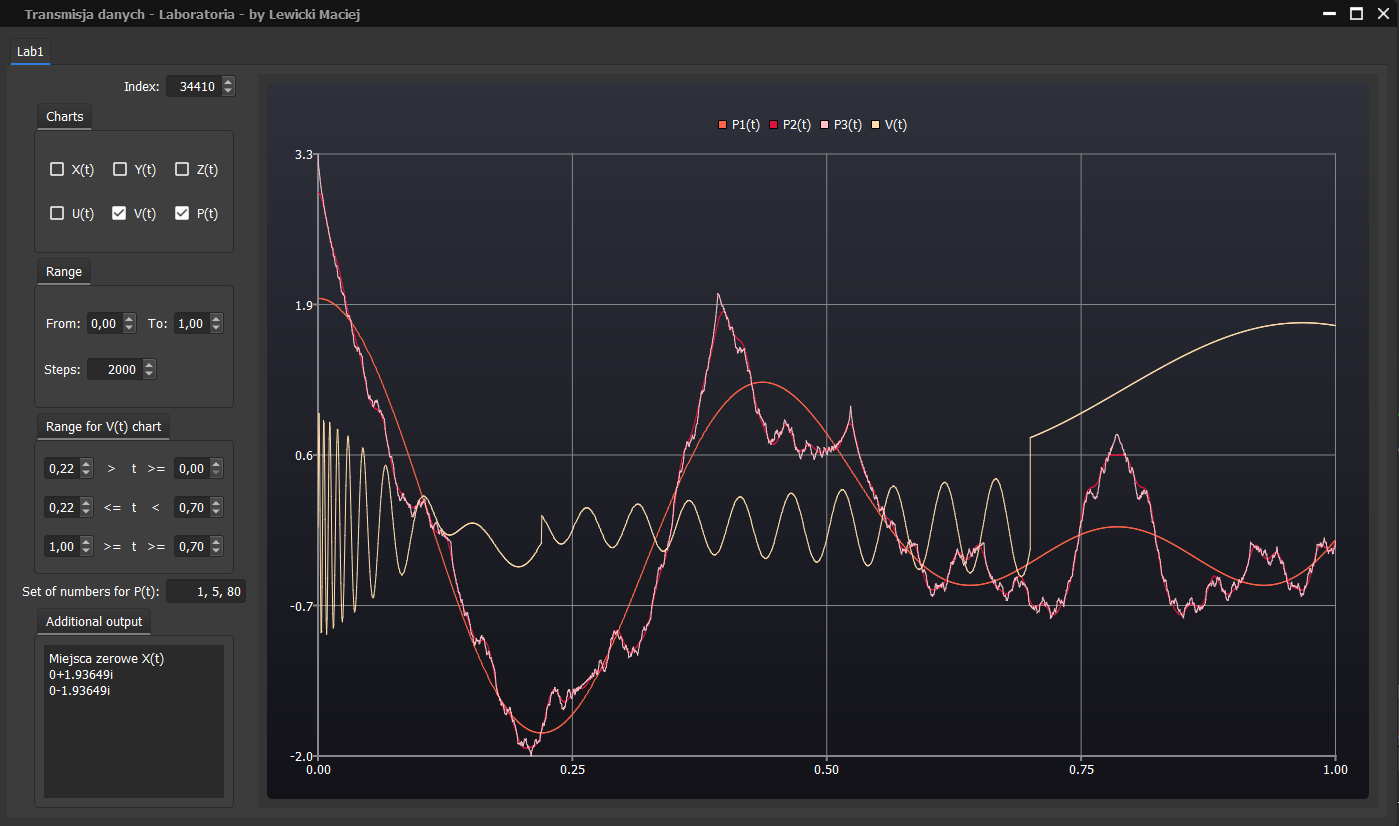 Transmisja danych - Laboratoria - by Lewicki Maciej
Lab1
Index: 34410
Charts
X(t) Y(t) Z(t)
U(t) V(t) P(t)
Range
From: 0,00 To: 1,00
Steps: 2000
Range for V(t) chart
0,22 > t >= 0,00
0,22 <= t < 0,70
1,00 >= t >= 0,70
Set of numbers for P(t): 1, 5, 80
Additional output
Miejsca zerowe X(t)
0+1.93649i
0-1.93649i
P1(t) P2(t) P3(t) V(t)
3.3
1.9
0.6
-0.7
-2.0
0.00 0.25 0.50 0.75 1.00